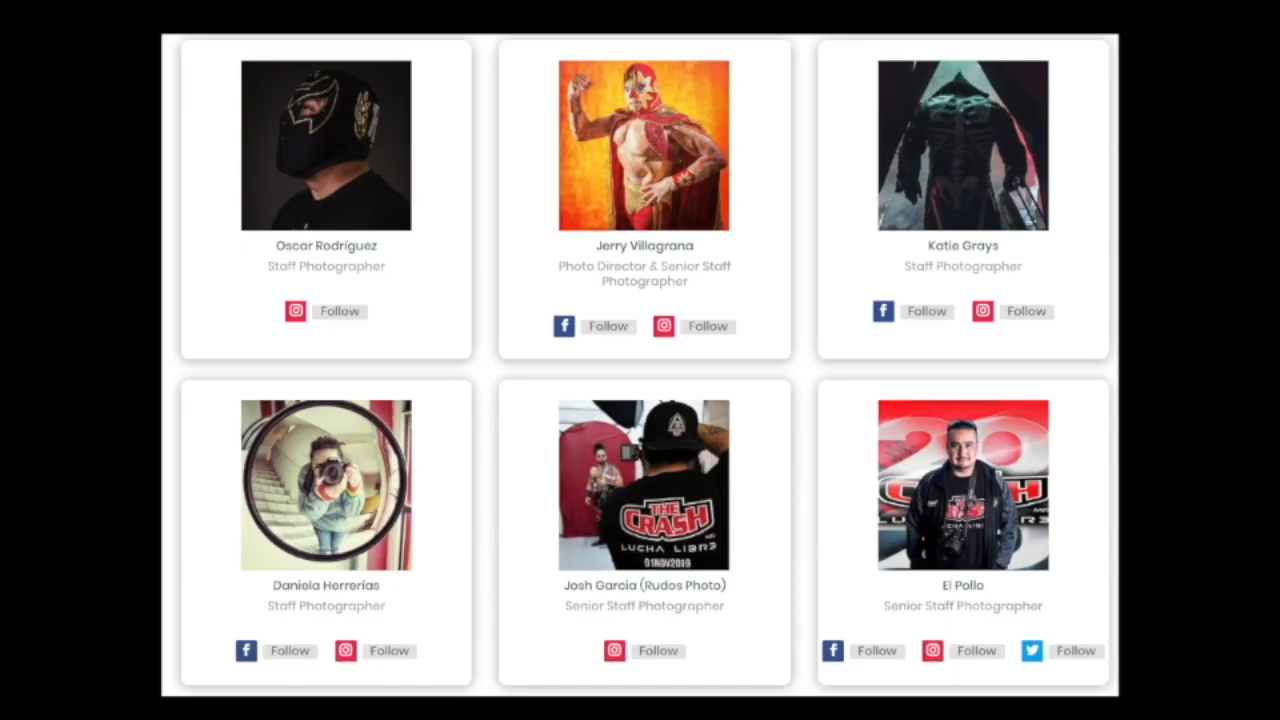 Oscar Rodríguez
Staff Photographer
Follow
Jerry Villagrana
Photo Director & Senior Staff
Photographer
Follow Follow
Katie Grays
Staff Photographer
Follow Follow
Daniela Herrerías
Staff Photographer
Follow Follow
THE
CRASH
LUCHA LIBRE
01NOV2019
Josh Garcia (Rudos Photo)
Senior Staff Photographer
Follow
El Pollo
Senior Staff Photographer
Follow Follow Follow